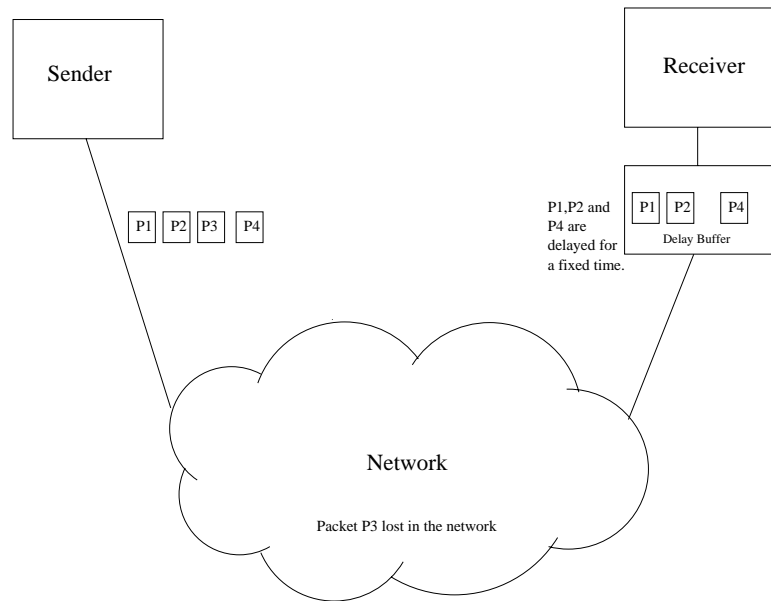 Sender
Receiver
P1 P2 P3 P4
P1,P2 and
P4 are
delayed for
a fixed time.
P1 P2 P4
Delay Buffer
Network
Packet P3 lost in the network